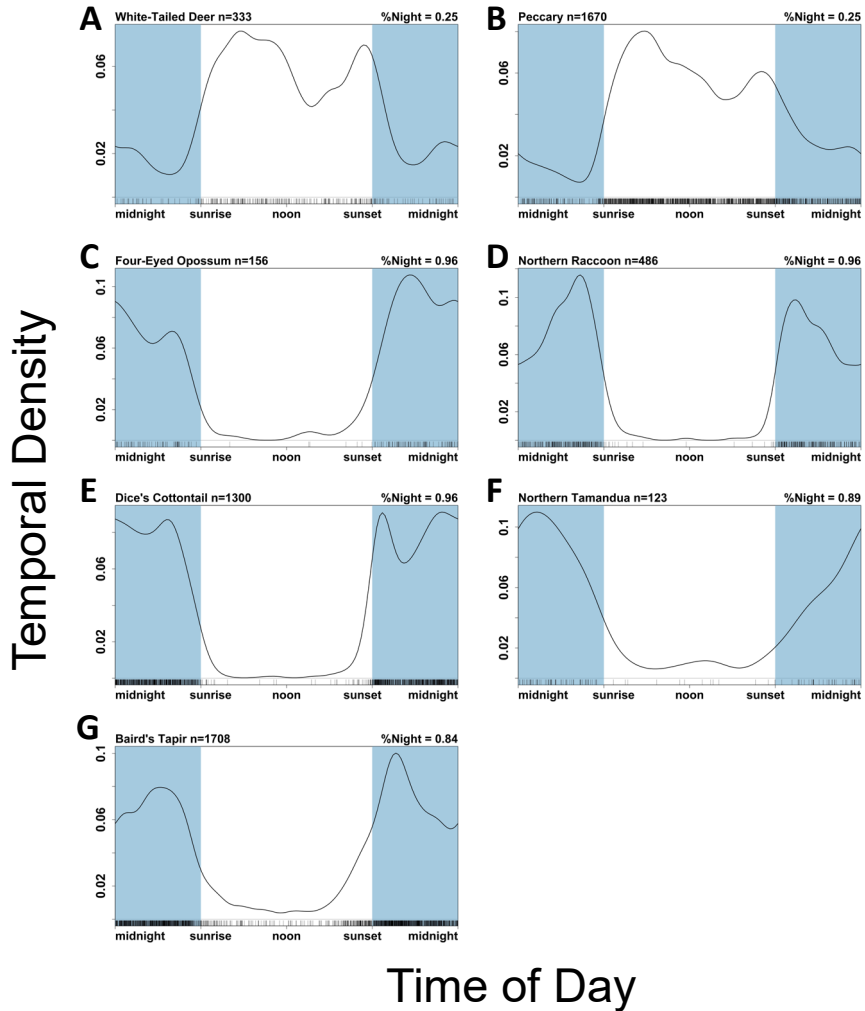 A White-Tailed Deer n=333 %Night = 0.25
0.06
0.02
midnight sunrise noon sunset midnight
B Peccary n=1670 %Night = 0.25
0.06
0.02
midnight sunrise noon sunset midnight
C Four-Eyed Opossum n=156 %Night = 0.96
0.1
0.06
0.02
midnight sunrise noon sunset midnight
D Northern Raccoon n=486 %Night = 0.96
0.1
0.06
0.02
midnight sunrise noon sunset midnight
E Dice's Cottontail n=1300 %Night = 0.96
0.06
0.02
midnight sunrise noon sunset midnight
F Northern Tamandua n=123 %Night = 0.89
0.1
0.06
0.02
midnight sunrise noon sunset midnight
G Baird's Tapir n=1708 %Night = 0.84
0.1
0.06
0.02
midnight sunrise noon sunset midnight
Temporal Density
Time of Day